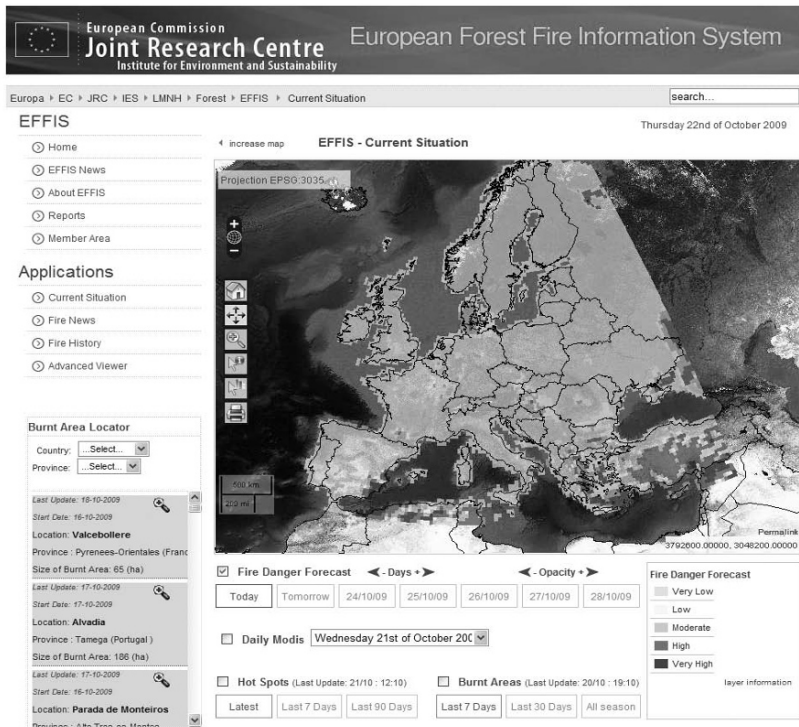 European Commission
Joint Research Centre
Institute for Environment and Sustainability
European Forest Fire Information System
Europa EC JRC IES LMNH Forest EFFIS Current Situation
search...
EFFIS
Home
EFFIS News
About EFFIS
Reports
Member Area
Applications
Current Situation
Fire News
Fire History
Advanced Viewer
Burnt Area Locator
Country: ...Select...
Province: ...Select...
Last Update: 18-10-2009
Start Date: 16-10-2009
Location: Valcebollere
Province : Pyrenees-Orientales (Franc
Size of Burnt Area: 65 (ha)
Last Update: 17-10-2009
Start Date: 17-10-2009
Location: Alvadia
Province : Tamega (Portugal )
Size of Burnt Area: 186 (ha)
Last Update: 17-10-2009
Start Date: 16-10-2009
Location: Parada de Monteiros
Thursday 22nd of October 2009
increase map
EFFIS - Current Situation
Projection EPSG:3035
500 km
200 mi
Permalink
3792600.00000, 3048200.00000
Fire Danger Forecast - Days + - Opacity +
Today Tomorrow 24/10/09 25/10/09 26/10/09 27/10/09 28/10/09
Daily Modis Wednesday 21st of October 200
Hot Spots (Last Update: 21/10 : 12:10)
Latest Last 7 Days Last 90 Days
Burnt Areas (Last Update: 20/10 : 19:10)
Last 7 Days Last 30 Days All season
Fire Danger Forecast
Very Low
Low
Moderate
High
Very High
layer information